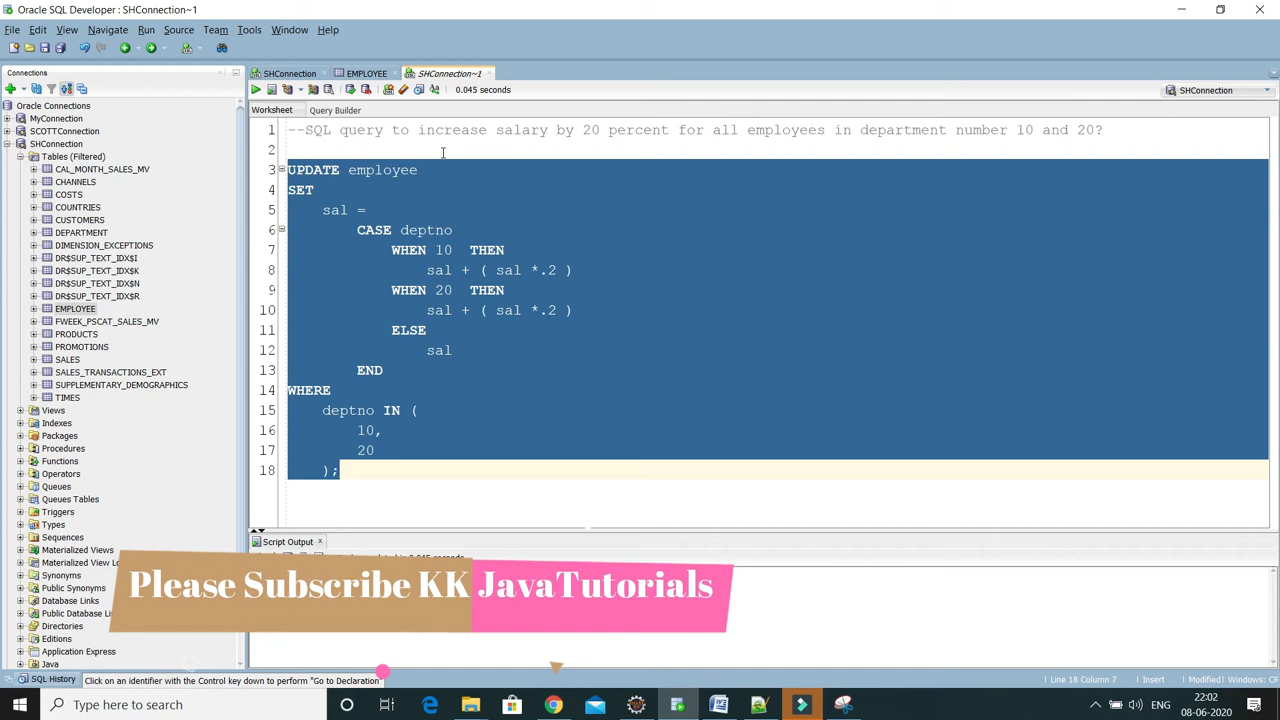 Oracle SQL Developer: SHConnection~1
File Edit View Navigate Run Source Team Tools Window Help
Connections
SHConnection EMPLOYEE SHConnection~1
0.045 seconds SHConnection
Worksheet Query Builder
Oracle Connections
MyConnection
SCOTTConnection
SHConnection
Tables (Filtered)
CAL_MONTH_SALES_MV
CHANNELS
COSTS
COUNTRIES
CUSTOMERS
DEPARTMENT
DIMENSION_EXCEPTIONS
DR$SUP_TEXT_IDX$I
DR$SUP_TEXT_IDX$K
DR$SUP_TEXT_IDX$N
DR$SUP_TEXT_IDX$R
EMPLOYEE
FWEEK_PSCAT_SALES_MV
PRODUCTS
PROMOTIONS
SALES
SALES_TRANSACTIONS_EXT
SUPPLEMENTARY_DEMOGRAPHICS
TIMES
Views
Indexes
Packages
Procedures
Functions
Operators
Queues
Queues Tables
Triggers
Types
Sequences
Materialized Views
Materialized View Lo
Synonyms
Public Synonyms
Database Links
Public Database Li
Directories
Editions
Application Express
Java
1 --SQL query to increase salary by 20 percent for all employees in department number 10 and 20?
2
3 UPDATE employee
4 SET
5 sal =
6 CASE deptno
7 WHEN 10 THEN
8 sal + ( sal *.2 )
9 WHEN 20 THEN
10 sal + ( sal *.2 )
11 ELSE
12 sal
13 END
14 WHERE
15 deptno IN (
16 10,
17 20
18 );
Script Output
Please Subscribe KK JavaTutorials
SQL History Click on an identifier with the Control key down to perform "Go to Declaration"
Line 18 Column 7 Insert Modified Windows: CR
Type here to search
ENG
22:02
08-06-2020